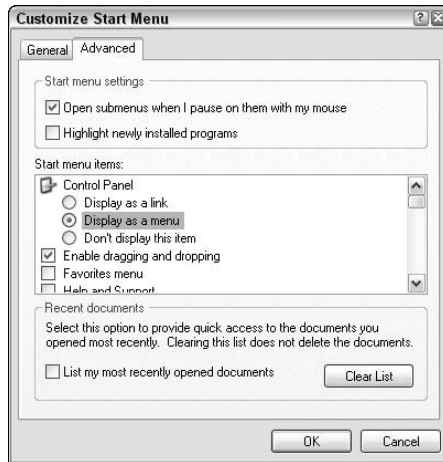 Customize Start Menu
General Advanced
Start menu settings
Open submenus when I pause on them with my mouse
Highlight newly installed programs
Start menu items:
Control Panel
Display as a link
Display as a menu
Don't display this item
Enable dragging and dropping
Favorites menu
Help and Support
Recent documents
Select this option to provide quick access to the documents you
opened most recently. Clearing this list does not delete the documents.
List my most recently opened documents
Clear List
OK Cancel